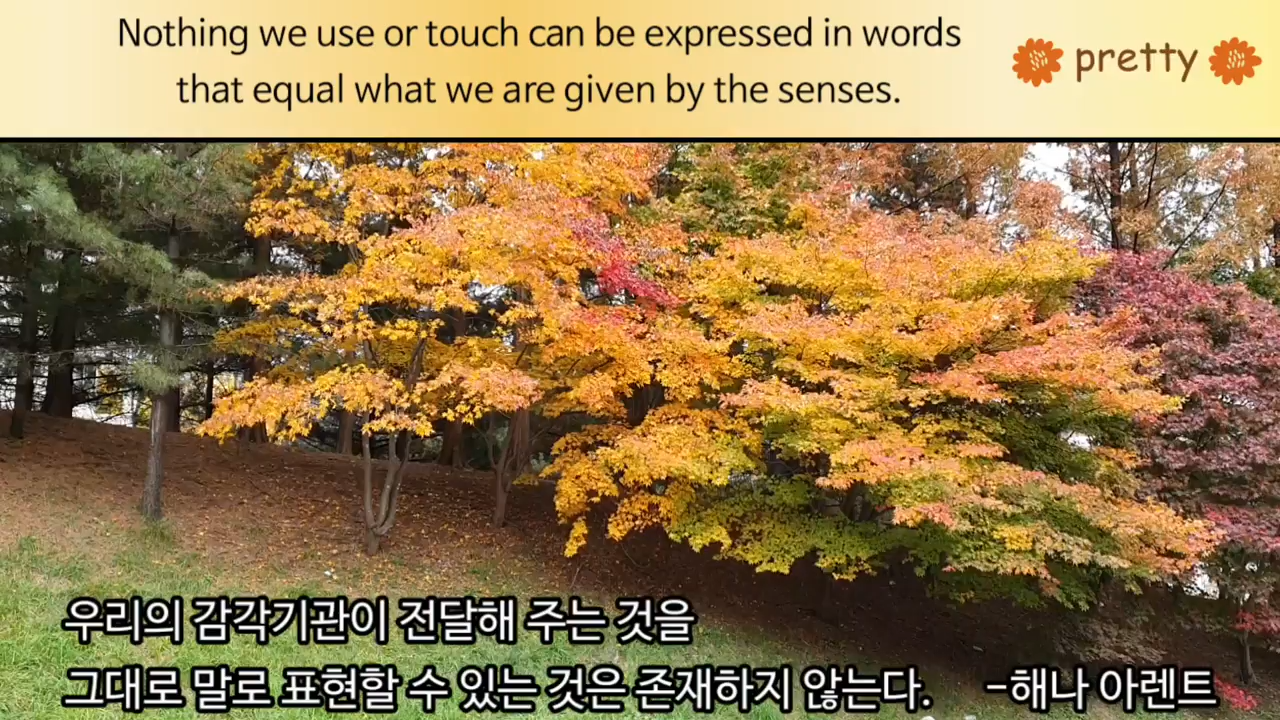 Nothing we use or touch can be expressed in words
that equal what we are given by the senses.
pretty
우리의 감각기관이 전달해 주는 것을
그대로 말로 표현할 수 있는 것은 존재하지 않는다. -해나 아렌트